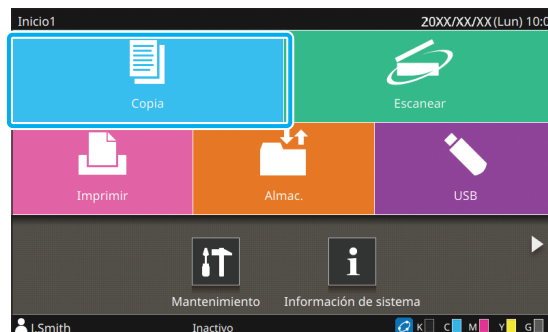 Inicio1 20XX/XX/XX(Lun) 10:0
Copia Escanear
Imprimir Almac. USB
Mantenimiento Información de sistema
J.Smith Inactivo K C M Y G